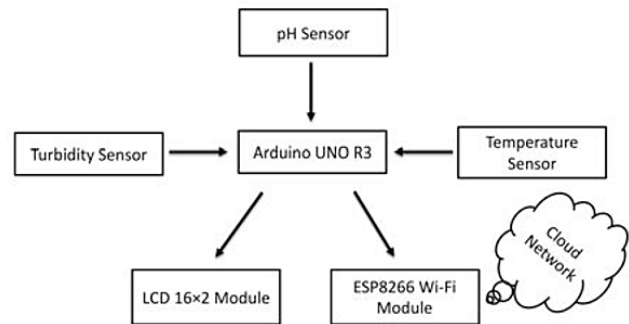 pH Sensor
Turbidity Sensor
Arduino UNO R3
Temperature
Sensor
Cloud
Network
LCD 16×2 Module
ESP8266 Wi-Fi
Module